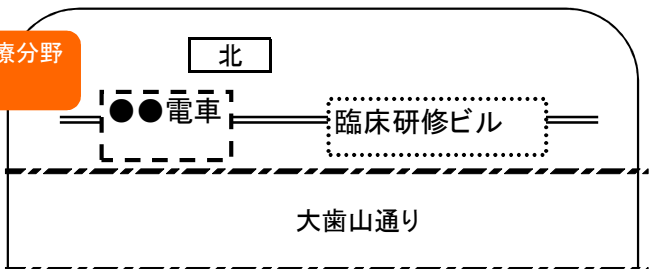 療分野
北
●●電車
臨床研修ビル
大歯山通り